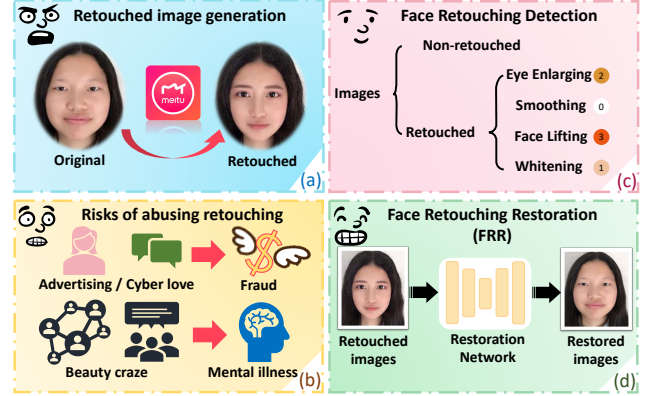 Retouched image generation
meitu
Original
Retouched
(a)
Face Retouching Detection
Non-retouched
Images
Retouched
Eye Enlarging 2
Smoothing 0
Face Lifting 3
Whitening 1
(c)
Risks of abusing retouching
Advertising / Cyber love
Fraud
Beauty craze
Mental illness
(b)
Face Retouching Restoration
(FRR)
Retouched
images
Restoration
Network
Restored
images
(d)